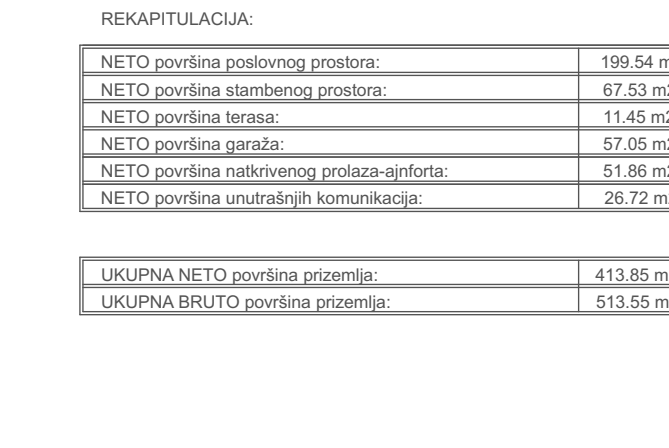 REKAPITULACIJA:
NETO površina poslovnog prostora: 199.54 m
NETO površina stambenog prostora: 67.53 m2
NETO površina terasa: 11.45 m2
NETO površina garaža: 57.05 m2
NETO površina natkrivenog prolaza-ajnforta: 51.86 m2
NETO površina unutrašnjih komunikacija: 26.72 m2
UKUPNA NETO površina prizemlja: 413.85 m
UKUPNA BRUTO površina prizemlja: 513.55 m